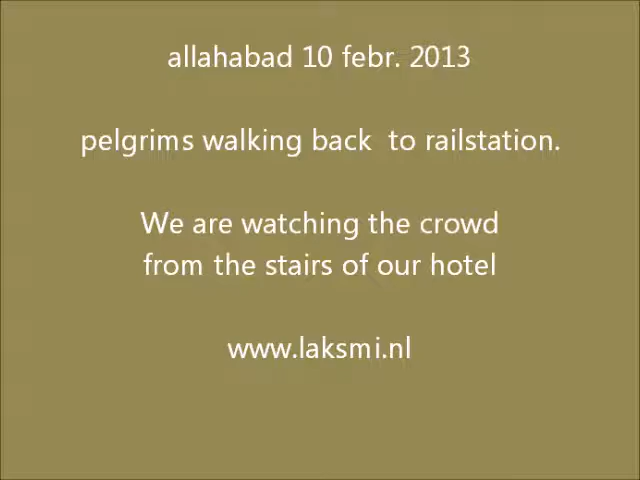 allahabad 10 febr. 2013
pelgrims walking back  to railstation.
We are watching the crowd
from the stairs of our hotel
www.laksmi.nl